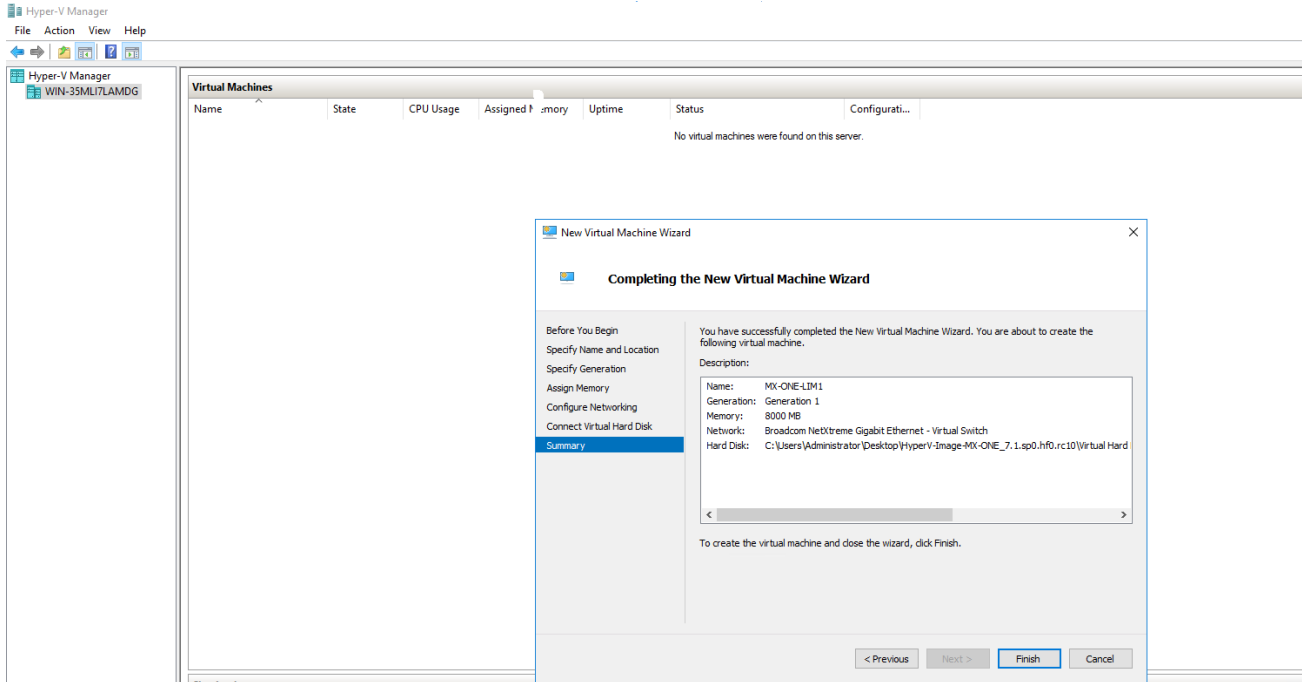 Hyper-V Manager
File Action View Help
Hyper-V Manager
WIN-35MLI7LAMDG
Virtual Machines
Name State CPU Usage Assigned Uptime Status Configurati...
No virtual machines were found on this server.
New Virtual Machine Wizard
Completing the New Virtual Machine Wizard
Before You Begin
Specify Name and Location
Specify Generation
Assign Memory
Configure Networking
Connect Virtual Hard Disk
Summary
You have successfully completed the New Virtual Machine Wizard. You are about to create the
following virtual machine.
Description:
Name: MX-ONE-LIM1
Generation: Generation 1
Memory: 8000 MB
Network: Broadcom NetXtreme Gigabit Ethernet - Virtual Switch
Hard Disk: C:\Users\Administrator\Desktop\HyperV-Image-MX-ONE_7.1.sp0.hf0.rc10\Virtual Hard
To create the virtual machine and close the wizard, click Finish.
< Previous Next > Finish Cancel